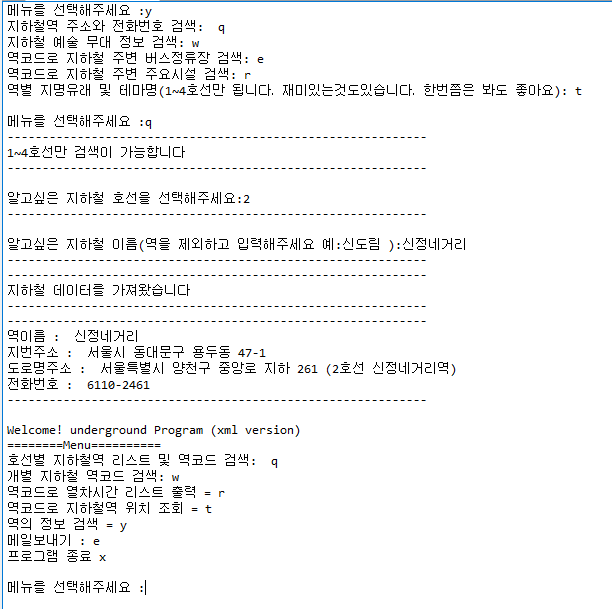 메뉴를 선택해주세요 :y
지하철역 주소와 전화번호 검색:  q
지하철 예술 무대 정보 검색: w
역코드로 지하철 주변 버스정류장 검색: e
역코드로 지하철 주변 주요시설 검색: r
역별 지명유래 및 테마명(1~4호선만 됩니다. 재미있는것도있습니다. 한번쯤은 봐도 좋아요): t
메뉴를 선택해주세요 :q
------------------------------------------------------------
1~4호선만 검색이 가능합니다
------------------------------------------------------------
알고싶은 지하철 호선을 선택해주세요:2
------------------------------------------------------------
알고싶은 지하철 이름(역을 제외하고 입력해주세요 예:신도림 ):신정네거리
------------------------------------------------------------
------------------------------------------------------------
지하철 데이터를 가져왔습니다
------------------------------------------------------------
------------------------------------------------------------
역이름 :  신정네거리
지번주소 :  서울시 동대문구 용두동 47-1
도로명주소 :  서울특별시 양천구 중앙로 지하 261 (2호선 신정네거리역)
전화번호 :  6110-2461
------------------------------------------------------------
Welcome! underground Program (xml version)
========Menu==========
호선별 지하철역 리스트 및 역코드 검색:  q
개별 지하철 역코드 검색: w
역코드로 열차시간 리스트 출력 = r
역코드로 지하철역 위치 조회 = t
역의 정보 검색 = y
메일보내기 : e
프로그램 종료 x
메뉴를 선택해주세요 :